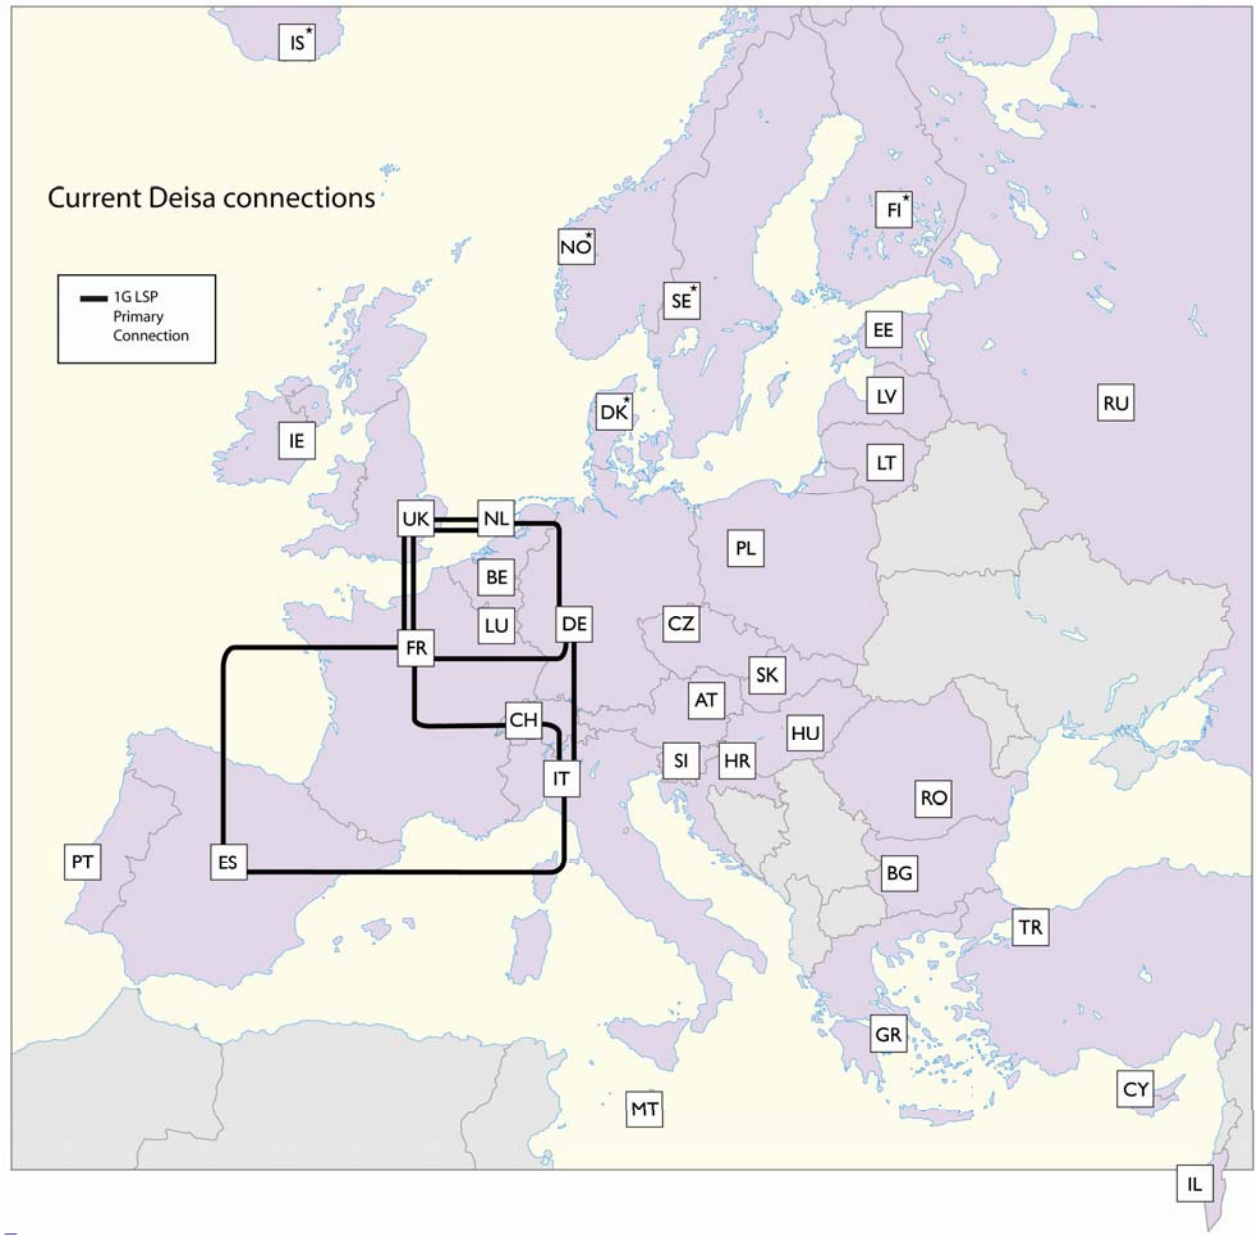 IS*
Current Deisa connections
FI*
NO*
1G LSP
Primary
Connection
SE*
EE
LV
RU
DK*
IE
LT
UK
NL
PL
BE
LU
DE
CZ
FR
SK
AT
CH
HU
SI
HR
IT
RO
PT
ES
BG
TR
GR
CY
MT
IL